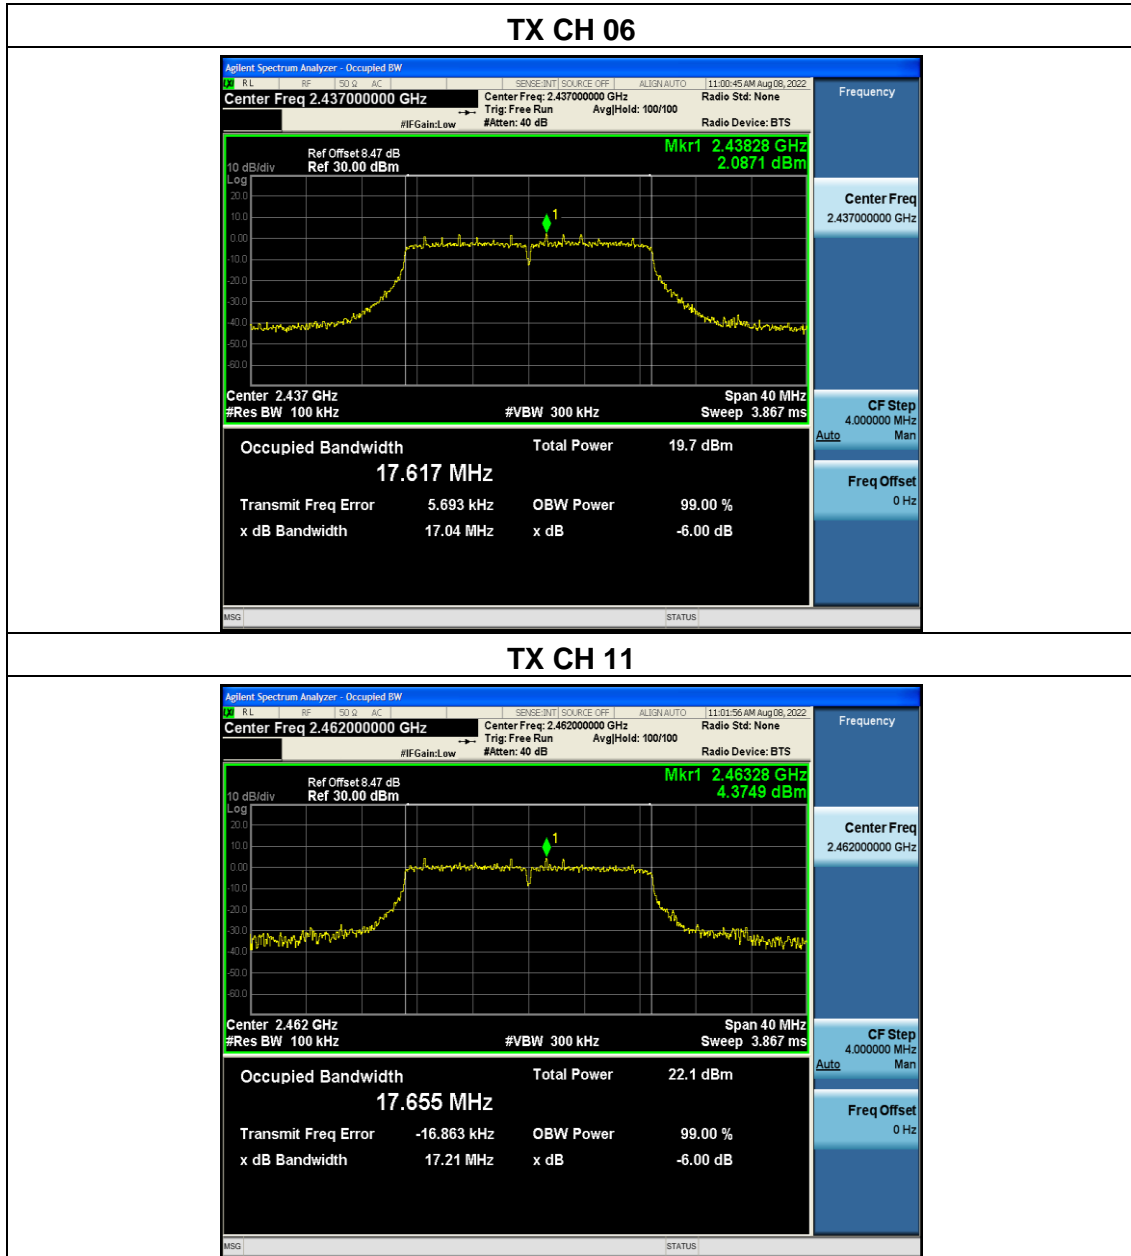 TX CH 06
Agilent Spectrum Analyzer - Occupied BW
LXI RL RF 50 Ω AC SENSE:INT SOURCE OFF ALIGN AUTO 11:00:45 AM Aug 08, 2022
Center Freq 2.437000000 GHz
Center Freq: 2.437000000 GHz
Radio Std: None
Trig: Free Run Avg|Hold: 100/100
#IFGain:Low #Atten: 40 dB Radio Device: BTS
Frequency
Mkr1 2.43828 GHz
2.0871 dBm
Ref Offset 8.47 dB
10 dB/div Ref 30.00 dBm
Log
20.0
10.0
0.00
-10.0
-20.0
-30.0
-40.0
-50.0
-60.0
1
Center 2.437 GHz Span 40 MHz
#Res BW 100 kHz #VBW 300 kHz Sweep 3.867 ms
Center Freq
2.437000000 GHz
CF Step
4.000000 MHz
Auto Man
Freq Offset
0 Hz
Occupied Bandwidth Total Power 19.7 dBm
17.617 MHz
Transmit Freq Error 5.693 kHz OBW Power 99.00 %
x dB Bandwidth 17.04 MHz x dB -6.00 dB
MSG STATUS
TX CH 11
Agilent Spectrum Analyzer - Occupied BW
LXI RL RF 50 Ω AC SENSE:INT SOURCE OFF ALIGN AUTO 11:01:56 AM Aug 08, 2022
Center Freq 2.462000000 GHz
Center Freq: 2.462000000 GHz
Radio Std: None
Trig: Free Run Avg|Hold: 100/100
#IFGain:Low #Atten: 40 dB Radio Device: BTS
Frequency
Mkr1 2.46328 GHz
4.3749 dBm
Ref Offset 8.47 dB
10 dB/div Ref 30.00 dBm
Log
20.0
10.0
0.00
-10.0
-20.0
-30.0
-40.0
-50.0
-60.0
1
Center 2.462 GHz Span 40 MHz
#Res BW 100 kHz #VBW 300 kHz Sweep 3.867 ms
Center Freq
2.462000000 GHz
CF Step
4.000000 MHz
Auto Man
Freq Offset
0 Hz
Occupied Bandwidth Total Power 22.1 dBm
17.655 MHz
Transmit Freq Error -16.863 kHz OBW Power 99.00 %
x dB Bandwidth 17.21 MHz x dB -6.00 dB
MSG STATUS